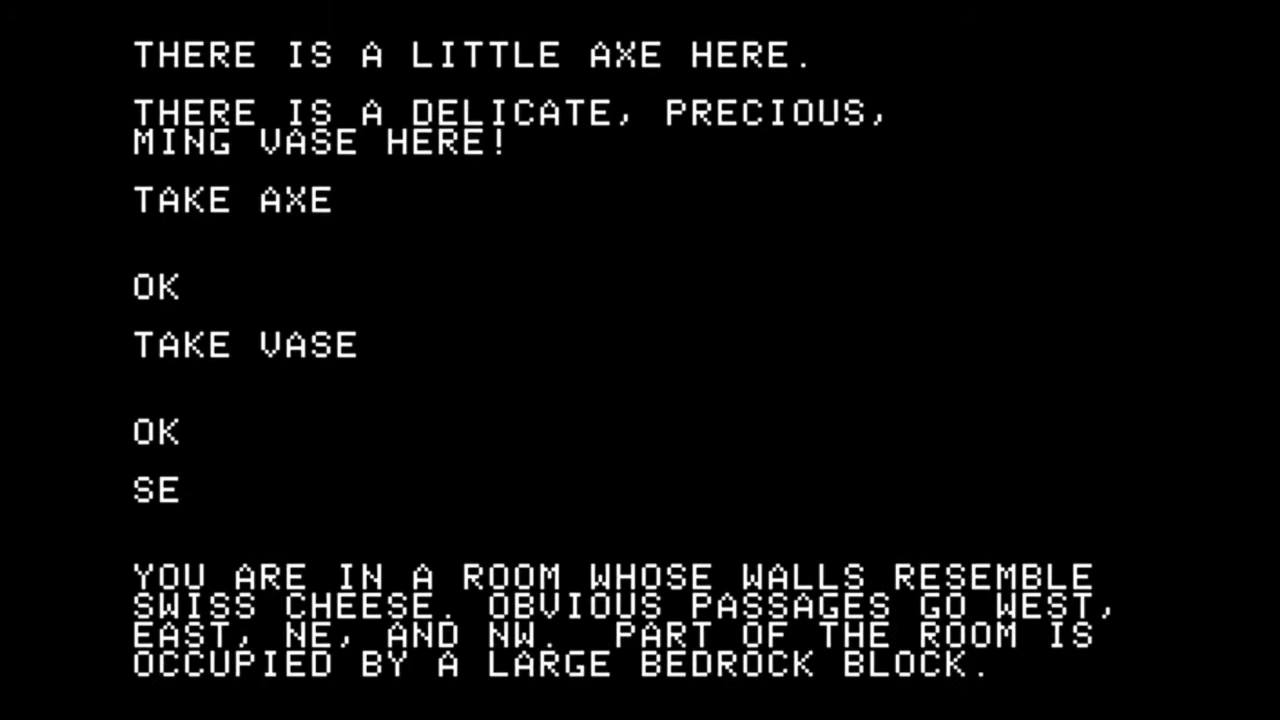 THERE IS A LITTLE AXE HERE.
THERE IS A DELICATE, PRECIOUS,
MING VASE HERE!
TAKE AXE
OK
TAKE VASE
OK
SE
YOU ARE IN A ROOM WHOSE WALLS RESEMBLE
SWISS CHEESE. OBVIOUS PASSAGES GO WEST,
EAST, NE, AND NW.  PART OF THE ROOM IS
OCCUPIED BY A LARGE BEDROCK BLOCK.